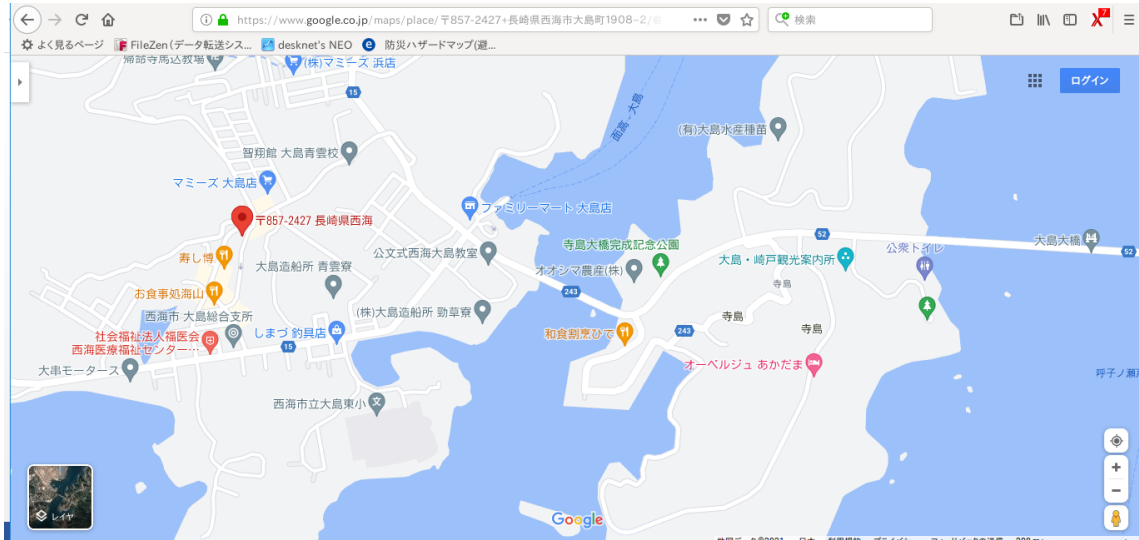 https://www.google.co.jp/maps/place/〒857-2427+長崎県西海市大島町1908−2/
検索
よく見るページ
FileZen（データ転送シス...
desknet's NEO
防災ハザードマップ(避...
帰部寺馬込教場
(株)マミーズ 浜店
ログイン
15
面高 - 大島
(有)大島水産種苗
智翔館 大島青雲校
マミーズ 大島店
ファミリーマート 大島店
〒857-2427 長崎県西海
52
大島大橋
52
寺島大橋完成記念公園
公文式西海大島教室
公衆トイレ
寿し博
大島造船所 青雲寮
オオシマ農産(株)
大島・崎戸観光案内所
寺島
お食事処海山
243
西海市 大島総合支所
(株)大島造船所 勁草寮
寺島
寺島
しまづ 釣具店
和食割烹ひで
243
社会福祉法人福医会
西海医療福祉センター…
15
大串モータース
オーベルジュ あかだま
呼子ノ瀬
西海市立大島東小
レイヤ
Google